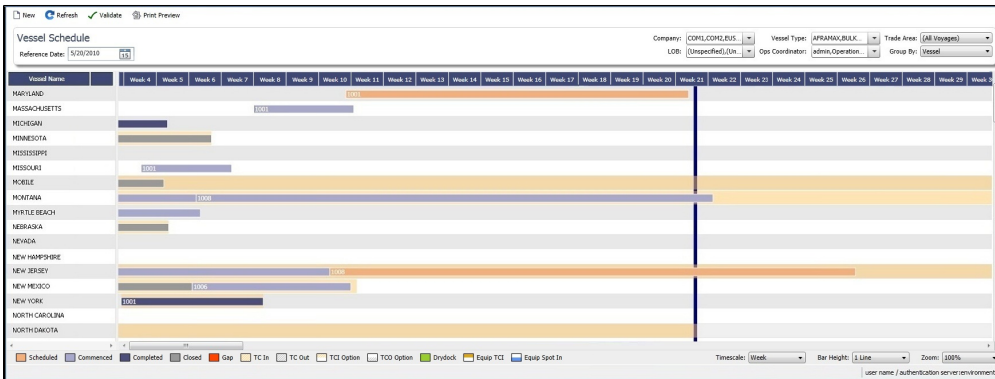 New Refresh Validate Print Preview
Vessel Schedule
Reference Date: 5/20/2010 15
Company: COM1,COM2,EUS... Vessel Type: AFRAMAX,BULK... Trade Area: (All Voyages)
LOB: (Unspecified),(Un... Ops Coordinator: admin,Operation... Group By: Vessel
Vessel Name Week 4 Week 5 Week 6 Week 7 Week 8 Week 9 Week 10 Week 11 Week 12 Week 13 Week 14 Week 15 Week 16 Week 17 Week 18 Week 19 Week 20 Week 21 Week 22 Week 23 Week 24 Week 25 Week 26 Week 27 Week 28 Week 29 Week 3
MARYLAND 1001
MASSACHUSETTS 1001
MICHIGAN
MINNESOTA
MISSISSIPPI
MISSOURI 1001
MOBILE
MONTANA 1008
MYRTLE BEACH
NEBRASKA
NEVADA
NEW HAMPSHIRE
NEW JERSEY 1006
NEW MEXICO 1006
NEW YORK 1001
NORTH CAROLINA
NORTH DAKOTA
Scheduled Commenced Completed Closed Gap TC In TC Out TCI Option TCO Option Drydock Equip TCI Equip Spot In Timescale: Week Bar Height: 1 Line Zoom: 100%
user name / authentication server:environment